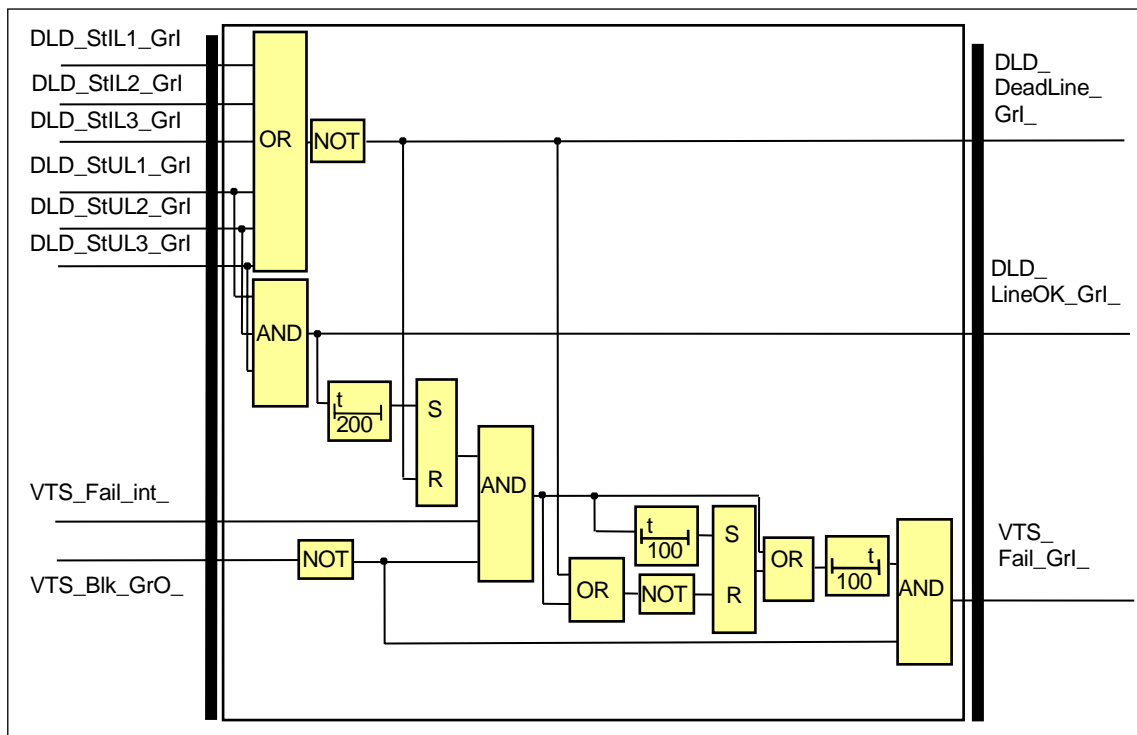 DLD_StIL1_GrI
DLD_StIL2_GrI
DLD_StIL3_GrI
DLD_StUL1_GrI
DLD_StUL2_GrI
DLD_StUL3_GrI
OR
NOT
DLD_
DeadLine_
GrI_
AND
DLD_
LineOK_GrI_
t
200
S
R
AND
VTS_Fail_int_
NOT
VTS_Blk_GrO_
t
100
S
R
OR
NOT
OR
t
100
AND
VTS_
Fail_GrI_